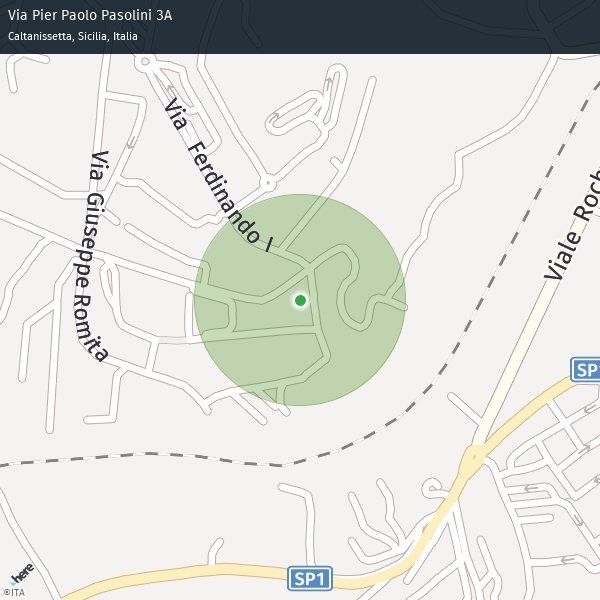 Via Pier Paolo Pasolini 3A
Caltanissetta, Sicilia, Italia
Via Ferdinando I
Via Giuseppe Romita
Viale Roch
SP1
SP1
here
©ITA